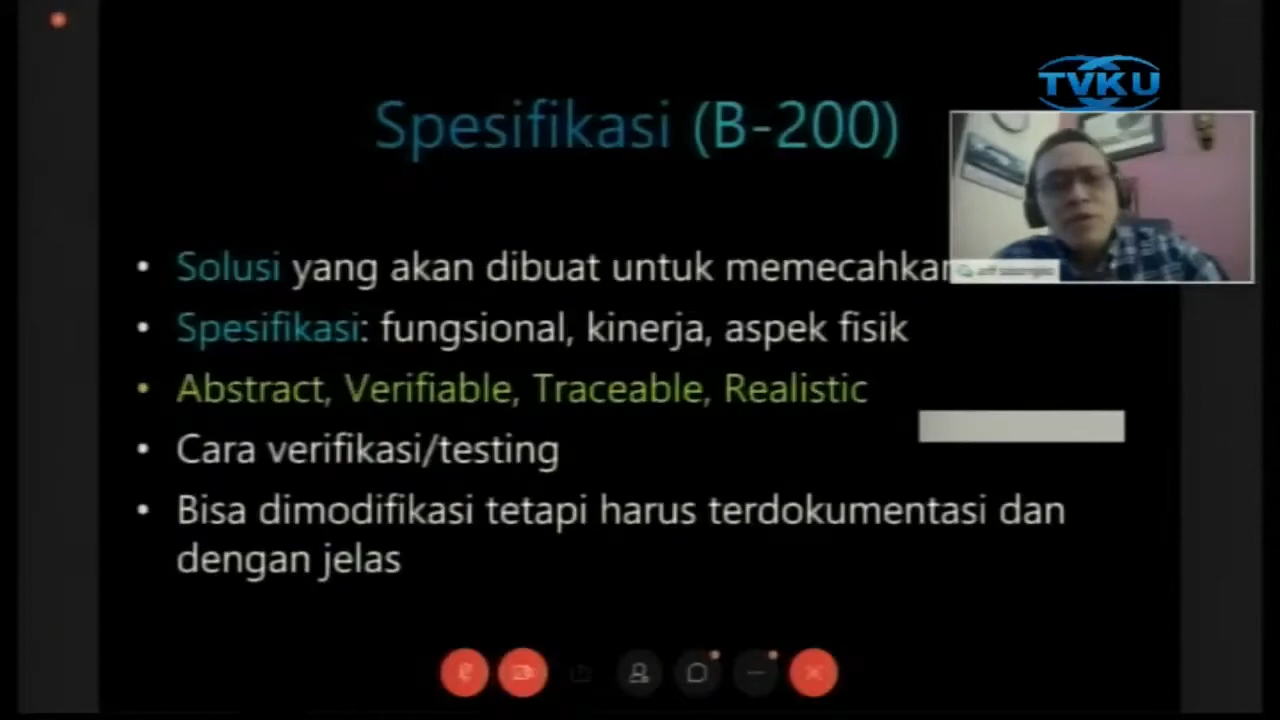 TVKU
Spesifikasi (B-200)
• Solusi yang akan dibuat untuk memecahkan
• Spesifikasi: fungsional, kinerja, aspek fisik
• Abstract, Verifiable, Traceable, Realistic
• Cara verifikasi/testing
• Bisa dimodifikasi tetapi harus terdokumentasi dan
dengan jelas